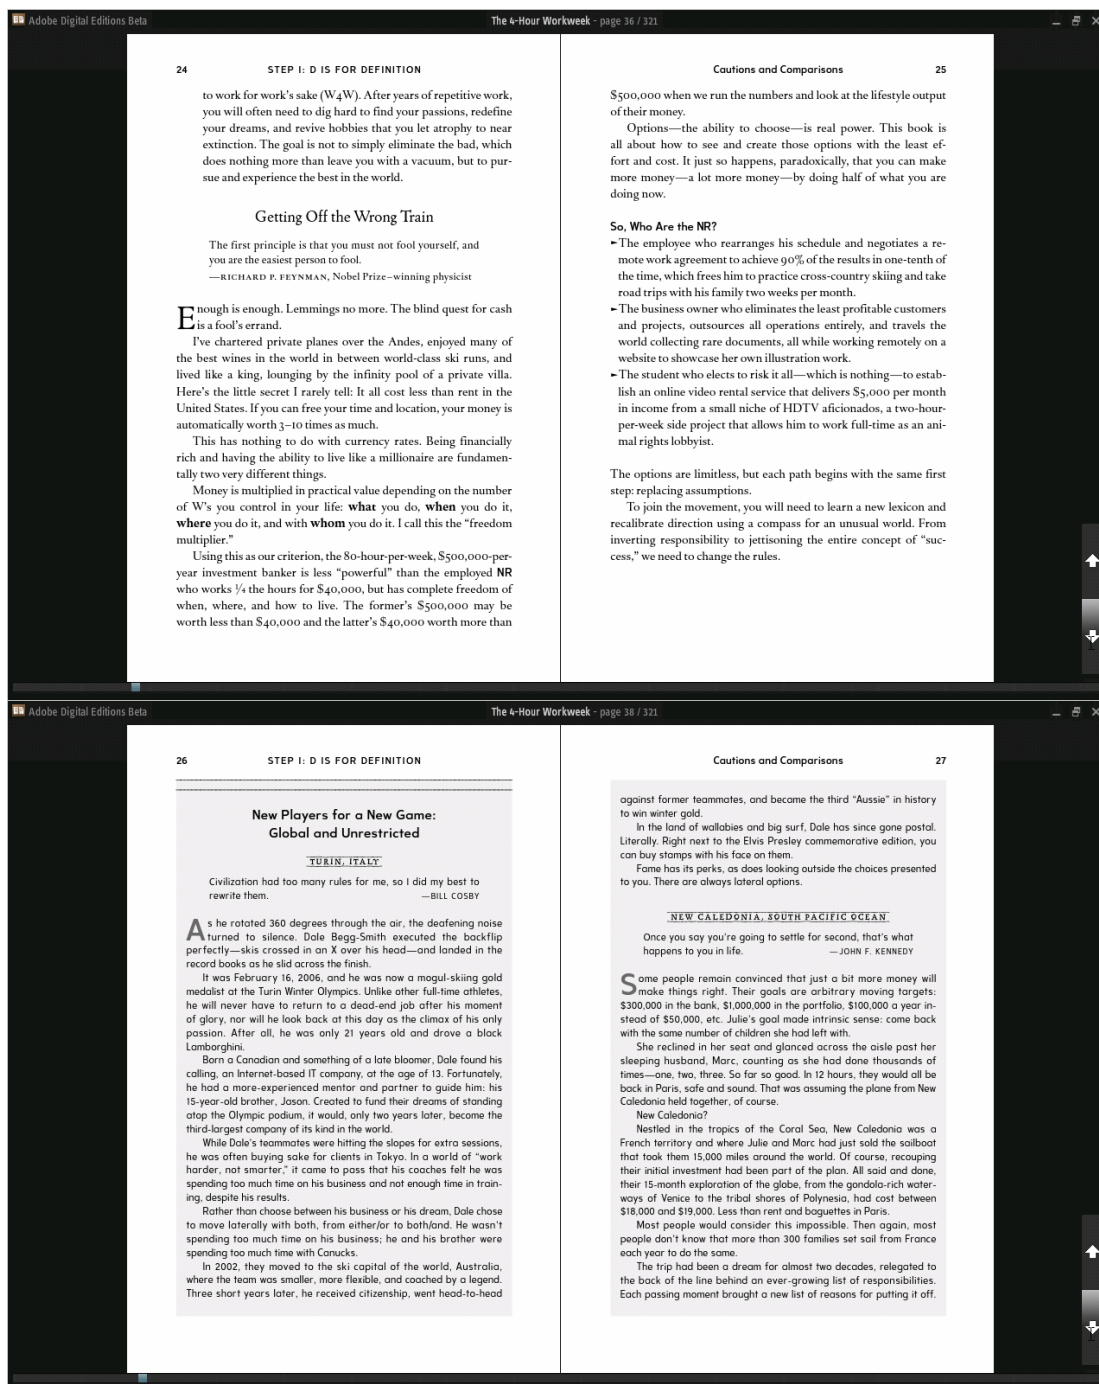 Adobe Digital Editions Beta
The 4-Hour Workweek - page 36 / 321
24
STEP I: D IS FOR DEFINITION
to work for work's sake (W4W). After years of repetitive work,
you will often need to dig hard to find your passions, redefine
your dreams, and revive hobbies that you let atrophy to near
extinction. The goal is not to simply eliminate the bad, which
does nothing more than leave you with a vacuum, but to pur-
sue and experience the best in the world.
Getting Off the Wrong Train
The first principle is that you must not fool yourself, and
you are the easiest person to fool.
—RICHARD P. FEYNMAN, Nobel Prize–winning physicist
Enough is enough. Lemmings no more. The blind quest for cash
is a fool's errand.
I've chartered private planes over the Andes, enjoyed many of
the best wines in the world in between world-class ski runs, and
lived like a king, lounging by the infinity pool of a private villa.
Here's the little secret I rarely tell: It all cost less than rent in the
United States. If you can free your time and location, your money is
automatically worth 3–10 times as much.
This has nothing to do with currency rates. Being financially
rich and having the ability to live like a millionaire are fundamen-
tally two very different things.
Money is multiplied in practical value depending on the number
of W's you control in your life: what you do, when you do it,
where you do it, and with whom you do it. I call this the "freedom
multiplier."
Using this as our criterion, the 80-hour-per-week, $500,000-per-
year investment banker is less "powerful" than the employed NR
who works ¼ the hours for $40,000, but has complete freedom of
when, where, and how to live. The former's $500,000 may be
worth less than $40,000 and the latter's $40,000 worth more than
Cautions and Comparisons
25
$500,000 when we run the numbers and look at the lifestyle output
of their money.
Options—the ability to choose—is real power. This book is
all about how to see and create those options with the least ef-
fort and cost. It just so happens, paradoxically, that you can make
more money—a lot more money—by doing half of what you are
doing now.
So, Who Are the NR?
►The employee who rearranges his schedule and negotiates a re-
mote work agreement to achieve 90% of the results in one-tenth of
the time, which frees him to practice cross-country skiing and take
road trips with his family two weeks per month.
►The business owner who eliminates the least profitable customers
and projects, outsources all operations entirely, and travels the
world collecting rare documents, all while working remotely on a
website to showcase her own illustration work.
►The student who elects to risk it all—which is nothing—to estab-
lish an online video rental service that delivers $5,000 per month
in income from a small niche of HDTV aficionados, a two-hour-
per-week side project that allows him to work full-time as an ani-
mal rights lobbyist.
The options are limitless, but each path begins with the same first
step: replacing assumptions.
To join the movement, you will need to learn a new lexicon and
recalibrate direction using a compass for an unusual world. From
inverting responsibility to jettisoning the entire concept of "suc-
cess," we need to change the rules.
Adobe Digital Editions Beta
The 4-Hour Workweek - page 38 / 321
26
STEP I: D IS FOR DEFINITION
New Players for a New Game:
Global and Unrestricted
TURIN, ITALY
Civilization had too many rules for me, so I did my best to
rewrite them. —BILL COSBY
As he rotated 360 degrees through the air, the deafening noise
turned to silence. Dale Begg-Smith executed the backflip
perfectly—skis crossed in an X over his head—and landed in the
record books as he slid across the finish.
It was February 16, 2006, and he was now a mogul-skiing gold
medalist at the Turin Winter Olympics. Unlike other full-time athletes,
he will never have to return to a dead-end job after his moment
of glory, nor will he look back at this day as the climax of his only
passion. After all, he was only 21 years old and drove a black
Lamborghini.
Born a Canadian and something of a late bloomer, Dale found his
calling, an Internet-based IT company, at the age of 13. Fortunately,
he had a more-experienced mentor and partner to guide him: his
15-year-old brother, Jason. Created to fund their dreams of standing
atop the Olympic podium, it would, only two years later, become the
third-largest company of its kind in the world.
While Dale's teammates were hitting the slopes for extra sessions,
he was often buying sake for clients in Tokyo. In a world of "work
harder, not smarter," it came to pass that his coaches felt he was
spending too much time on his business and not enough time in train-
ing, despite his results.
Rather than choose between his business or his dream, Dale chose
to move laterally with both, from either/or to both/and. He wasn't
spending too much time on his business; he and his brother were
spending too much time with Canucks.
In 2002, they moved to the ski capital of the world, Australia,
where the team was smaller, more flexible, and coached by a legend.
Three short years later, he received citizenship, went head-to-head
Cautions and Comparisons
27
against former teammates, and became the third "Aussie" in history
to win winter gold.
In the land of wallabies and big surf, Dale has since gone postal.
Literally. Right next to the Elvis Presley commemorative edition, you
can buy stamps with his face on them.
Fame has its perks, as does looking outside the choices presented
to you. There are always lateral options.
NEW CALEDONIA, SOUTH PACIFIC OCEAN
Once you say you're going to settle for second, that's what
happens to you in life. —JOHN F. KENNEDY
Some people remain convinced that just a bit more money will
make things right. Their goals are arbitrary moving targets:
$300,000 in the bank, $1,000,000 in the portfolio, $100,000 a year in-
stead of $50,000, etc. Julie's goal made intrinsic sense: come back
with the same number of children she had left with.
She reclined in her seat and glanced across the aisle past her
sleeping husband, Marc, counting as she had done thousands of
times—one, two, three. So far so good. In 12 hours, they would all be
back in Paris, safe and sound. That was assuming the plane from New
Caledonia held together, of course.
New Caledonia?
Nestled in the tropics of the Coral Sea, New Caledonia was a
French territory and where Julie and Marc had just sold the sailboat
that took them 15,000 miles around the world. Of course, recouping
their initial investment had been part of the plan. All said and done,
their 15-month exploration of the globe, from the gondola-rich water-
ways of Venice to the tribal shores of Polynesia, had cost between
$18,000 and $19,000. Less than rent and baguettes in Paris.
Most people would consider this impossible. Then again, most
people don't know that more than 300 families set sail from France
each year to do the same.
The trip had been a dream for almost two decades, relegated to
the back of the line behind an ever-growing list of responsibilities.
Each passing moment brought a new list of reasons for putting it off.